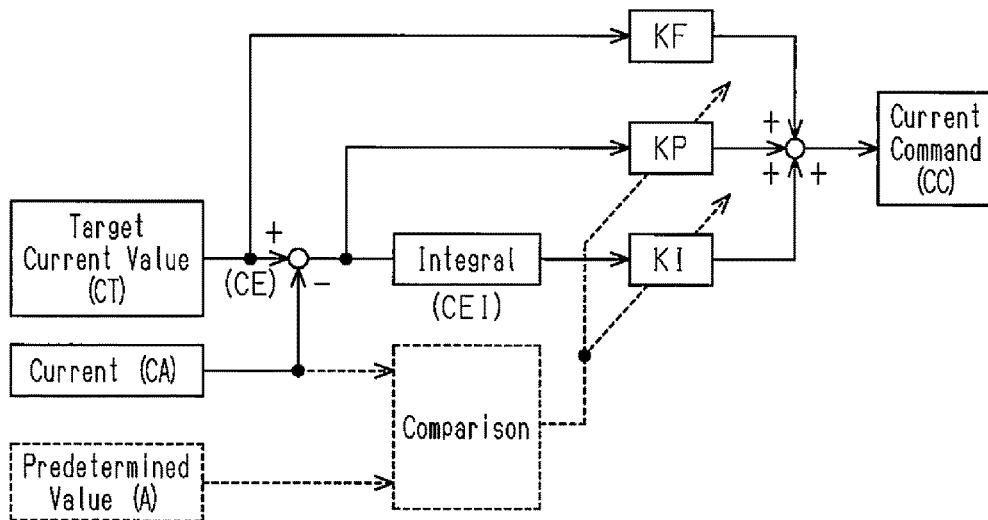 KF
+
KP
Current
Command
(CC)
+
+
Target
Current Value
(CT)
+
(CE)
-
Integral
(CEI)
KI
Current (CA)
Comparison
Predetermined
Value (A)